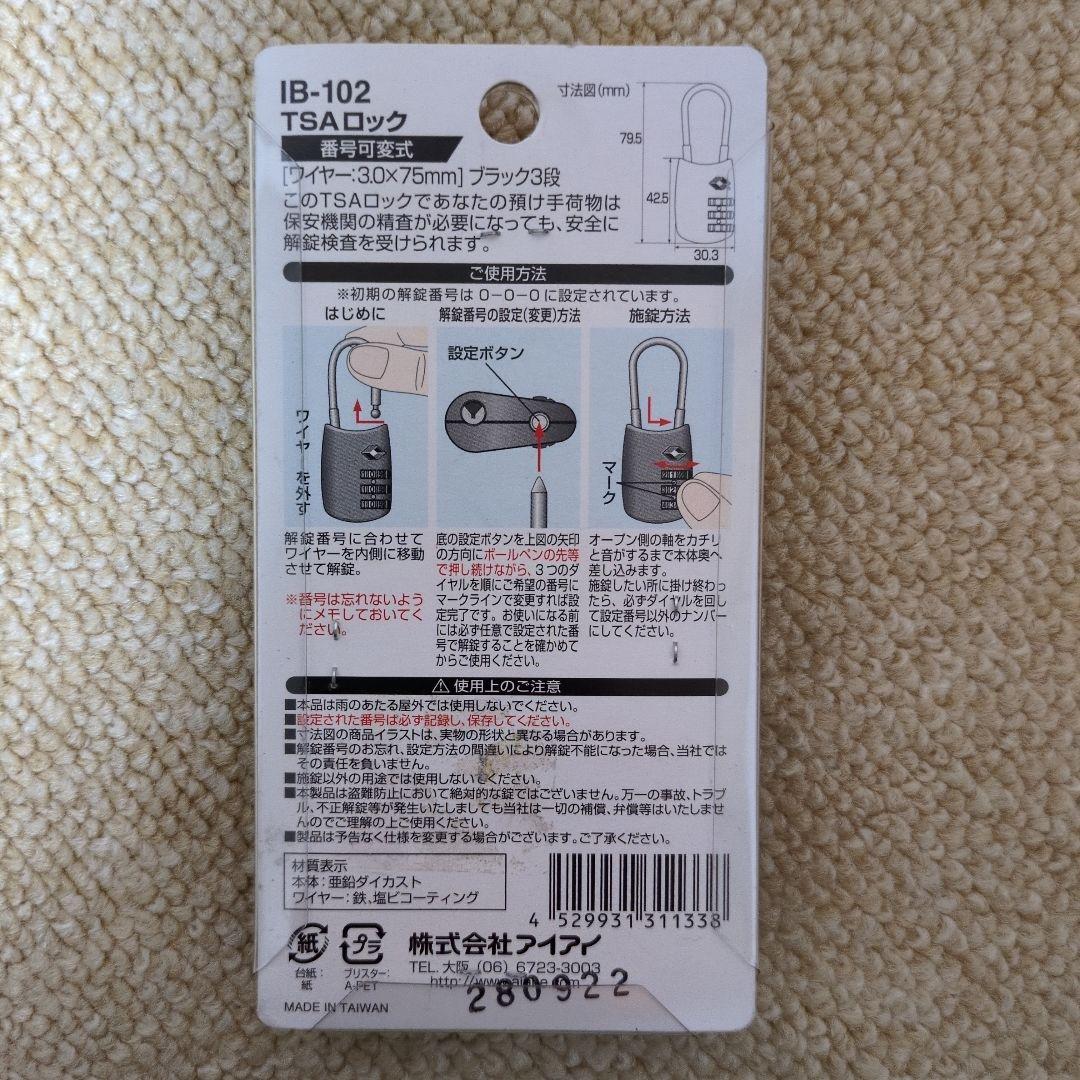 IB-102
TSAロック
番号可変式
[ワイヤー:3.0×75mm] ブラック3段
このTSAロックであなたの預け手荷物は
保安機関の精査が必要になっても、安全に
解錠検査を受けられます。
寸法図(mm)
79.5
42.5
30.3
ご使用方法
※初期の解錠番号は 0-0-0 に設定されています。
はじめに
ワイヤーを外す
解錠番号に合わせて
ワイヤーを内側に移動
させて解錠。
※番号は忘れないよう
にメモしておいてく
ださい。
解錠番号の設定(変更)方法
設定ボタン
底の設定ボタンを上図の矢印
の方向にボールペンの先等
で押し続けながら、3つのダ
イヤルを順にご希望の番号に
マークラインで変更すれば設
定完了です。お使いになる前
には必ず任意で設定された番
号で解錠することを確かめて
からご使用ください。
施錠方法
マーク
オープン側の軸をカチリ
と音がするまで本体奥へ
差し込みます。
施錠したい所に掛け終わっ
たら、必ずダイヤルを回し
て設定番号以外のナンバー
にしてください。
⚠使用上のご注意
■本品は雨のあたる屋外では使用しないでください。
■設定された番号は必ず記録し、保存してください。
■寸法図の商品イラストは、実物の形状と異なる場合があります。
■解錠番号のお忘れ、設定方法の間違いにより解錠不能になった場合、当社では
その責任を負いません。
■施錠以外の用途では使用しないでください。
■本製品は盗難防止において絶対的な錠ではございません。万一の事故、トラブ
ル、不正解錠等が発生いたしましても当社は一切の補償、弁償等はいたしませ
んのでご理解の上ご使用ください。
■製品は予告なく仕様を変更する場合がございます。ご了承ください。
材質表示
本体:亜鉛ダイカスト
ワイヤー:鉄、塩ビコーティング
4 529931 311338
紙
台紙:
紙
プラ
ブリスター:
A-PET
株式会社アイアイ
TEL. 大阪 (06) 6723-3003
280922
MADE IN TAIWAN